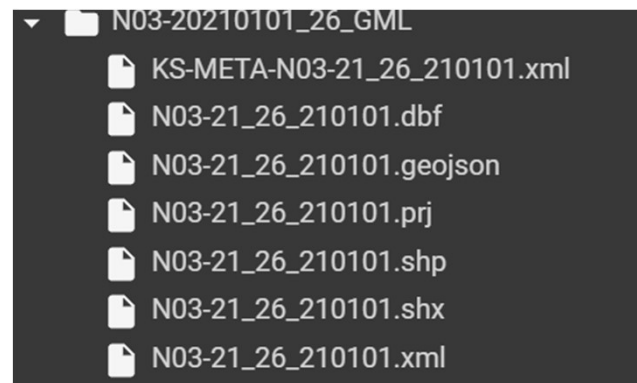 N03-20210101_26_GML
KS-META-N03-21_26_210101.xml
N03-21_26_210101.dbf
N03-21_26_210101.geojson
N03-21_26_210101.prj
N03-21_26_210101.shp
N03-21_26_210101.shx
N03-21_26_210101.xml